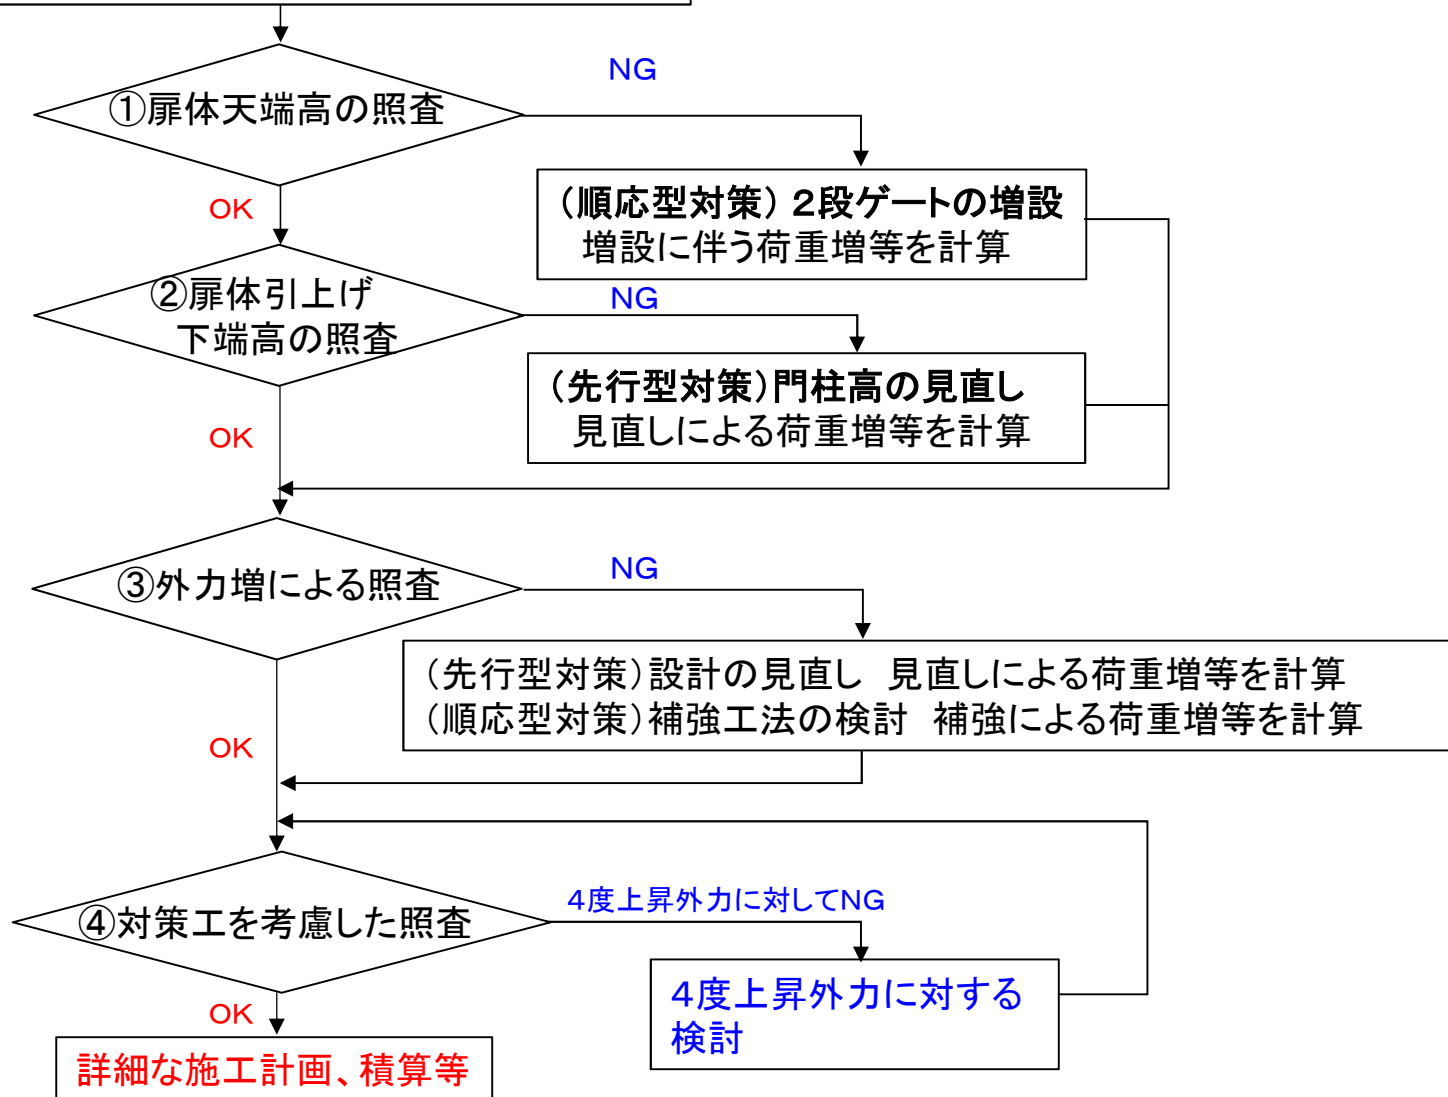 NG
①扉体天端高の照査
OK
(順応型対策)２段ゲートの増設
増設に伴う荷重増等を計算
②扉体引上げ
下端高の照査
NG
(先行型対策)門柱高の見直し
見直しによる荷重増等を計算
OK
③外力増による照査
NG
(先行型対策)設計の見直し 見直しによる荷重増等を計算
(順応型対策)補強工法の検討 補強による荷重増等を計算
OK
④対策工を考慮した照査
４度上昇外力に対してNG
４度上昇外力に対する
検討
OK
詳細な施工計画、積算等